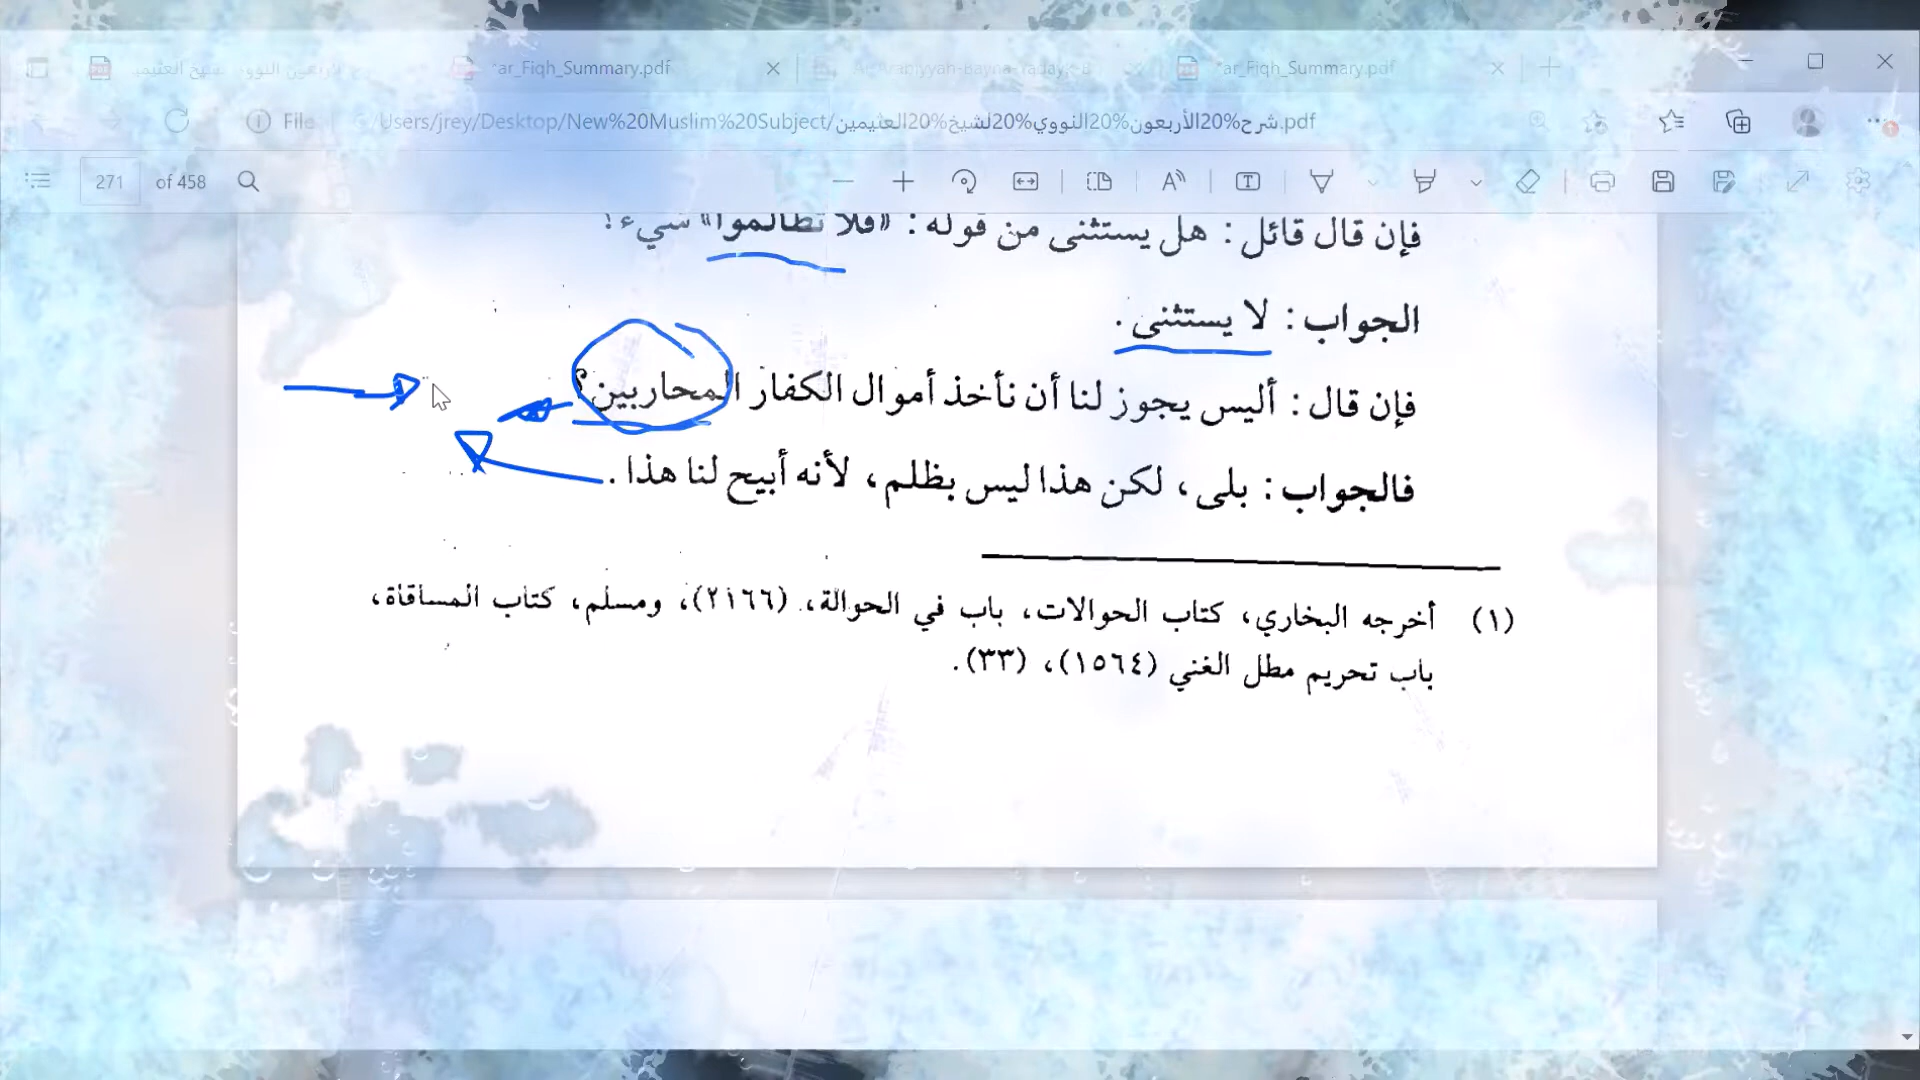 ar_Fiqh_Summary.pdf
ar_Fiqh_Summary.pdf
File /Users/jrey/Desktop/New%20Muslim%20Subject/شرح%20الأربعون%20النووي%20لشيخ%20العثيمين.pdf
271 of 458
فإن قال قائل : هل يستثنى من قوله : «فلا تظالموا» شيء؟
الجواب : لا يستثنى .
فإن قال : أليس يجوز لنا أن نأخذ أموال الكفار المحاربين؟
فالجواب : بلى، لكن هذا ليس بظلم، لأنه أبيح لنا هذا .
(١) أخرجه البخاري، كتاب الحوالات، باب في الحوالة، (٢١٦٦)، ومسلم، كتاب المساقاة،
باب تحريم مطل الغني (١٥٦٤)، (٣٣).